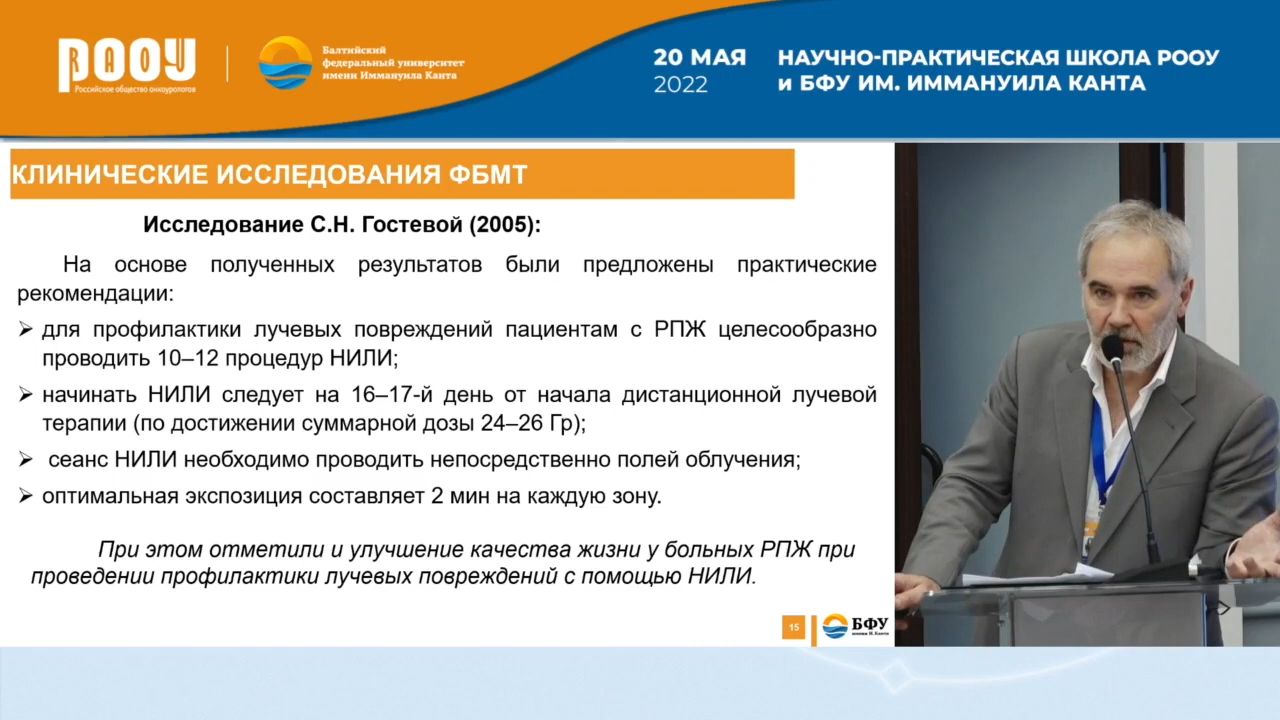 РООУ
RAOU
Российское общество онкоурологов
Балтийский
федеральный университет
имени Иммануила Канта
20 МАЯ
2022
НАУЧНО-ПРАКТИЧЕСКАЯ ШКОЛА РООУ
и БФУ ИМ. ИММАНУИЛА КАНТА
КЛИНИЧЕСКИЕ ИССЛЕДОВАНИЯ ФБМТ
Исследование С.Н. Гостевой (2005):
На основе полученных результатов были предложены практические
рекомендации:
➢ для профилактики лучевых повреждений пациентам с РПЖ целесообразно
проводить 10–12 процедур НИЛИ;
➢ начинать НИЛИ следует на 16–17-й день от начала дистанционной лучевой
терапии (по достижении суммарной дозы 24–26 Гр);
➢ сеанс НИЛИ необходимо проводить непосредственно полей облучения;
➢ оптимальная экспозиция составляет 2 мин на каждую зону.
При этом отметили и улучшение качества жизни у больных РПЖ при
проведении профилактики лучевых повреждений с помощью НИЛИ.
15
БФУ
имени И. Канта